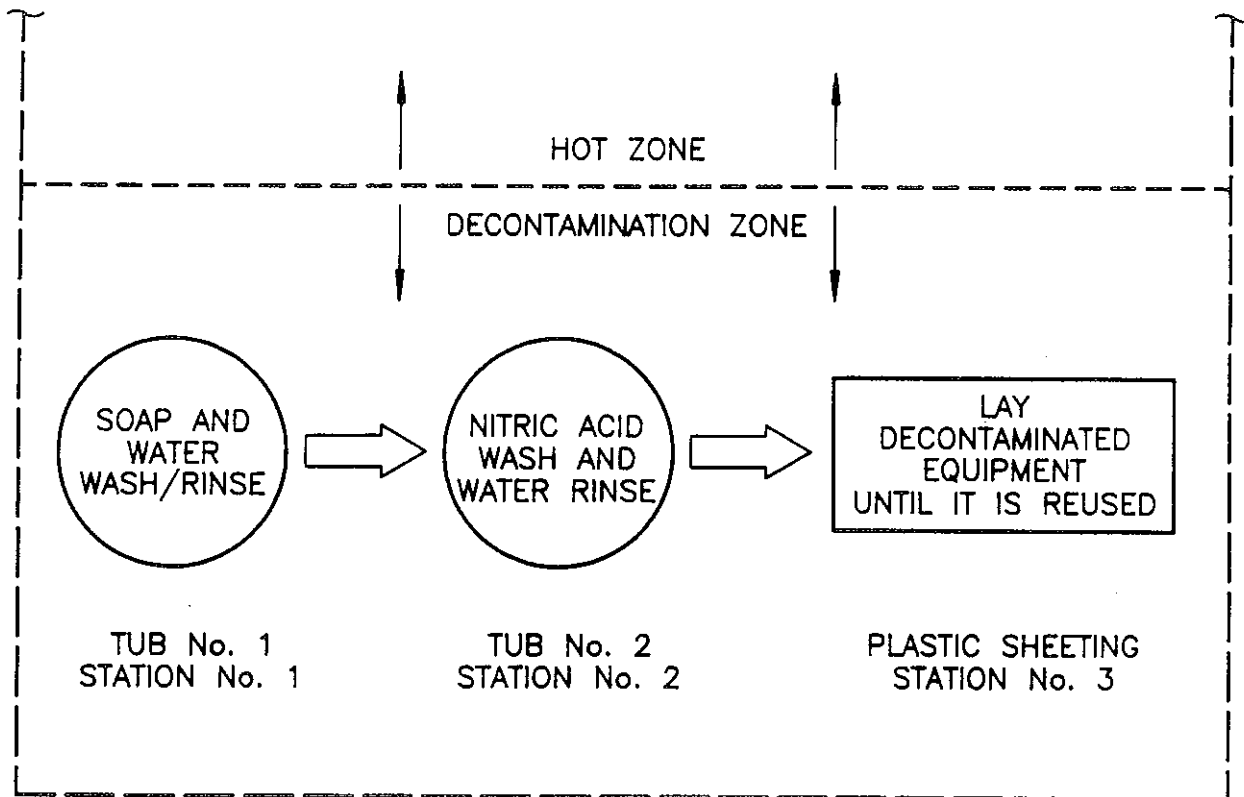 HOT ZONE
DECONTAMINATION ZONE
SOAP AND
WATER
WASH/RINSE
NITRIC ACID
WASH AND
WATER RINSE
LAY
DECONTAMINATED
EQUIPMENT
UNTIL IT IS REUSED
TUB No. 1
STATION No. 1
TUB No. 2
STATION No. 2
PLASTIC SHEETING
STATION No. 3